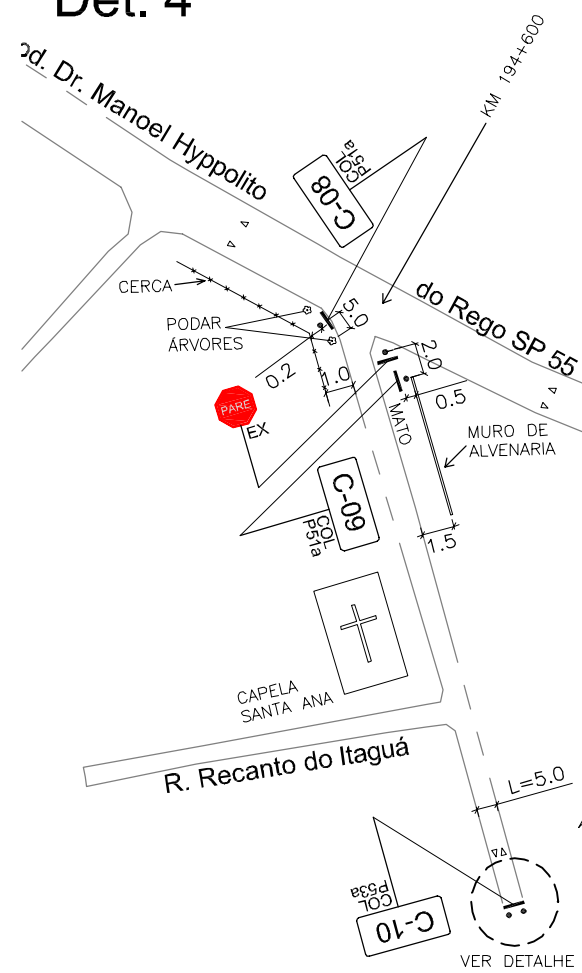 Det. 4
od. Dr. Manoel Hyppolito
do Rego SP 55
KM 194+600
C-08
COL
P51a
CERCA
PODAR
ÁRVORES
5.0
0.2
1.0
2.0
0.5
PARE
EX
MATO
MURO DE
ALVENARIA
C-09
COL
P51a
1.5
CAPELA
SANTA ANA
R. Recanto do Itaguá
L=5.0
COL
P53a
C-10
VER DETALHE